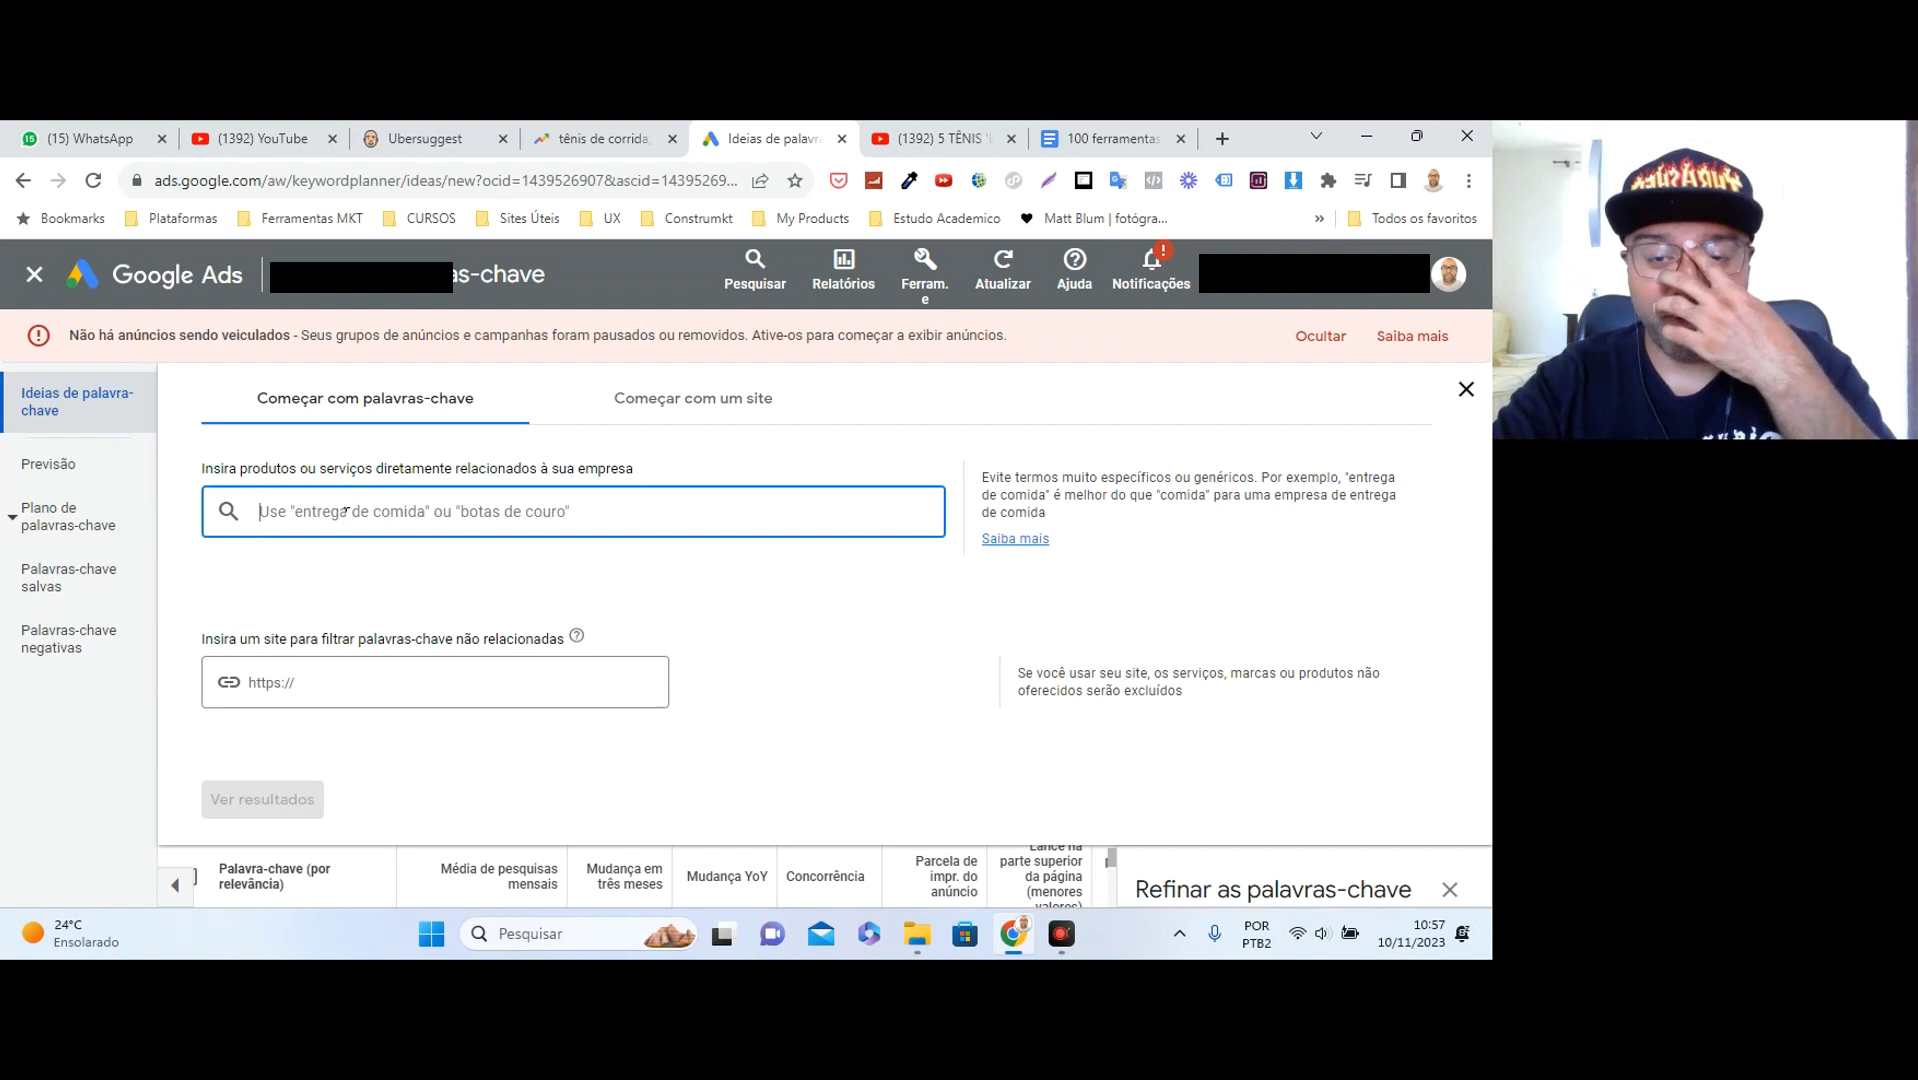 (15) WhatsApp
(1392) YouTube
Ubersuggest
tênis de corrida,
Ideias de palavra
(1392) 5 TÊNIS
100 ferramentas
ads.google.com/aw/keywordplanner/ideas/new?ocid=1439526907&ascid=14395269...
Bookmarks
Plataformas
Ferramentas MKT
CURSOS
Sites Úteis
UX
Construmkt
My Products
Estudo Academico
Matt Blum | fotógra...
»
Todos os favoritos
Google Ads
as-chave
Pesquisar
Relatórios
Ferram.
e
Atualizar
Ajuda
Notificações
Não há anúncios sendo veiculados - Seus grupos de anúncios e campanhas foram pausados ou removidos. Ative-os para começar a exibir anúncios.
Ocultar
Saiba mais
Ideias de palavra-
chave
Previsão
Plano de
palavras-chave
Palavras-chave
salvas
Palavras-chave
negativas
Começar com palavras-chave
Começar com um site
Insira produtos ou serviços diretamente relacionados à sua empresa
Use "entrega de comida" ou "botas de couro"
Evite termos muito específicos ou genéricos. Por exemplo, "entrega
de comida" é melhor do que "comida" para uma empresa de entrega
de comida
Saiba mais
Insira um site para filtrar palavras-chave não relacionadas
https://
Se você usar seu site, os serviços, marcas ou produtos não
oferecidos serão excluídos
Ver resultados
Palavra-chave (por
relevância)
Média de pesquisas
mensais
Mudança em
três meses
Mudança YoY
Concorrência
Parcela de
impr. do
anúncio
Lance na
parte superior
da página
(menores
valores)
Refinar as palavras-chave
24°C
Ensolarado
Pesquisar
POR
PTB2
10:57
10/11/2023